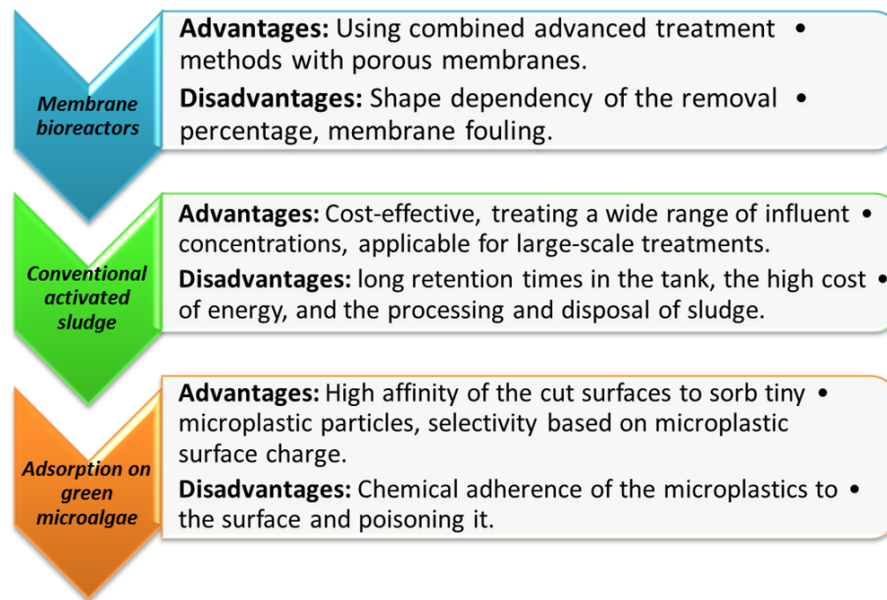 Membrane
bioreactors
Advantages: Using combined advanced treatment •
methods with porous membranes.
Disadvantages: Shape dependency of the removal •
percentage, membrane fouling.
Conventional
activated
sludge
Advantages: Cost-effective, treating a wide range of influent •
concentrations, applicable for large-scale treatments.
Disadvantages: long retention times in the tank, the high cost •
of energy, and the processing and disposal of sludge.
Adsorption on
green
microalgae
Advantages: High affinity of the cut surfaces to sorb tiny •
microplastic particles, selectivity based on microplastic
surface charge.
Disadvantages: Chemical adherence of the microplastics to •
the surface and poisoning it.